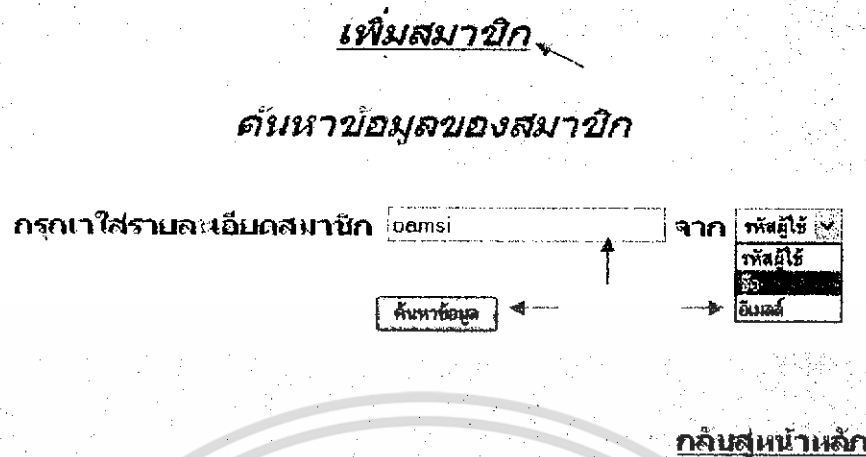 เพิ่มสมาชิก
ค้นหาข้อมูลของสมาชิก
กรุณาใส่รายละเอียดสมาชิก oamsi จาก รหัสผู้ใช้
รหัสผู้ใช้
ชื่อ
อีเมลล์
ค้นหาข้อมูล
กลับสู่หน้าหลัก